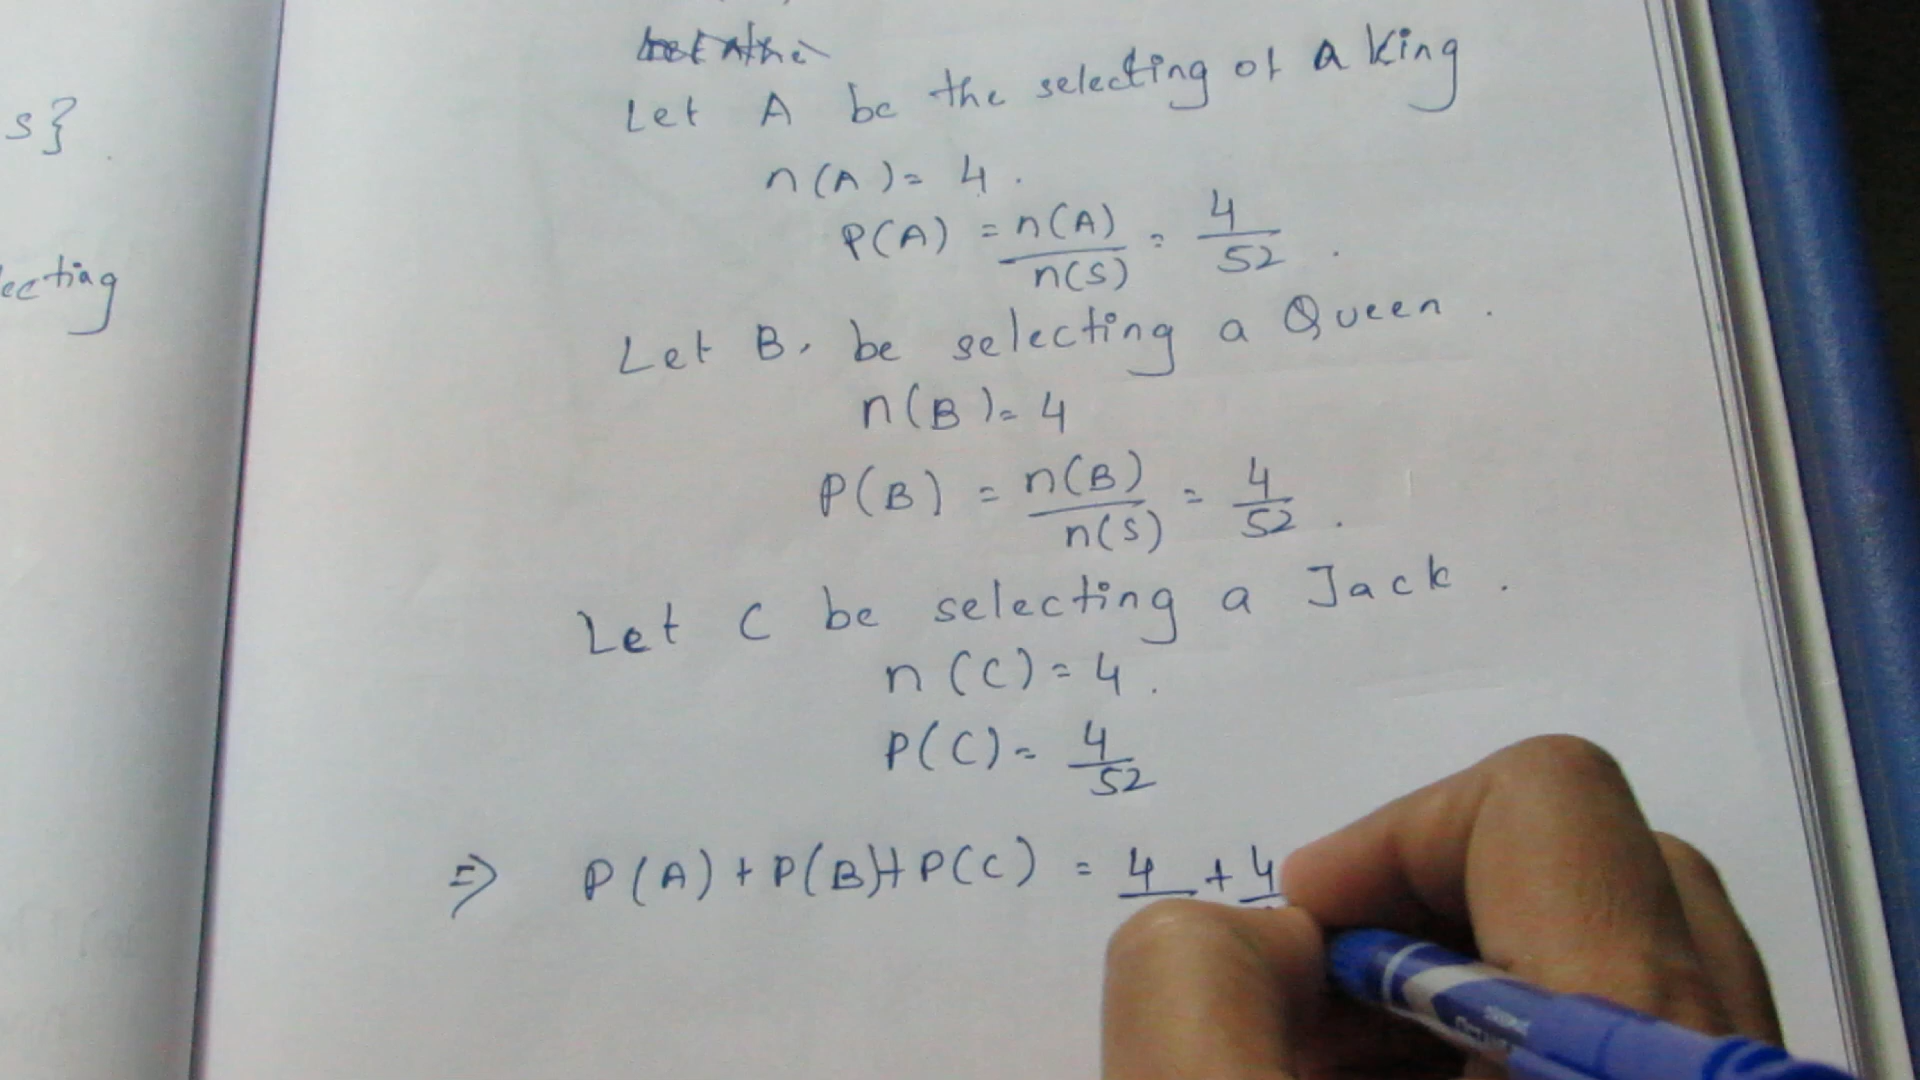 s}
ecting
Let A be the selecting of a King
n(A) = 4.
P(A) = n(A)/n(S) = 4/52.
Let B, be selecting a Queen.
n(B) = 4
P(B) = n(B)/n(S) = 4/52.
Let C be selecting a Jack.
n(C) = 4.
P(C) = 4/52
⇒ P(A) + P(B) + P(C) = 4 + 4